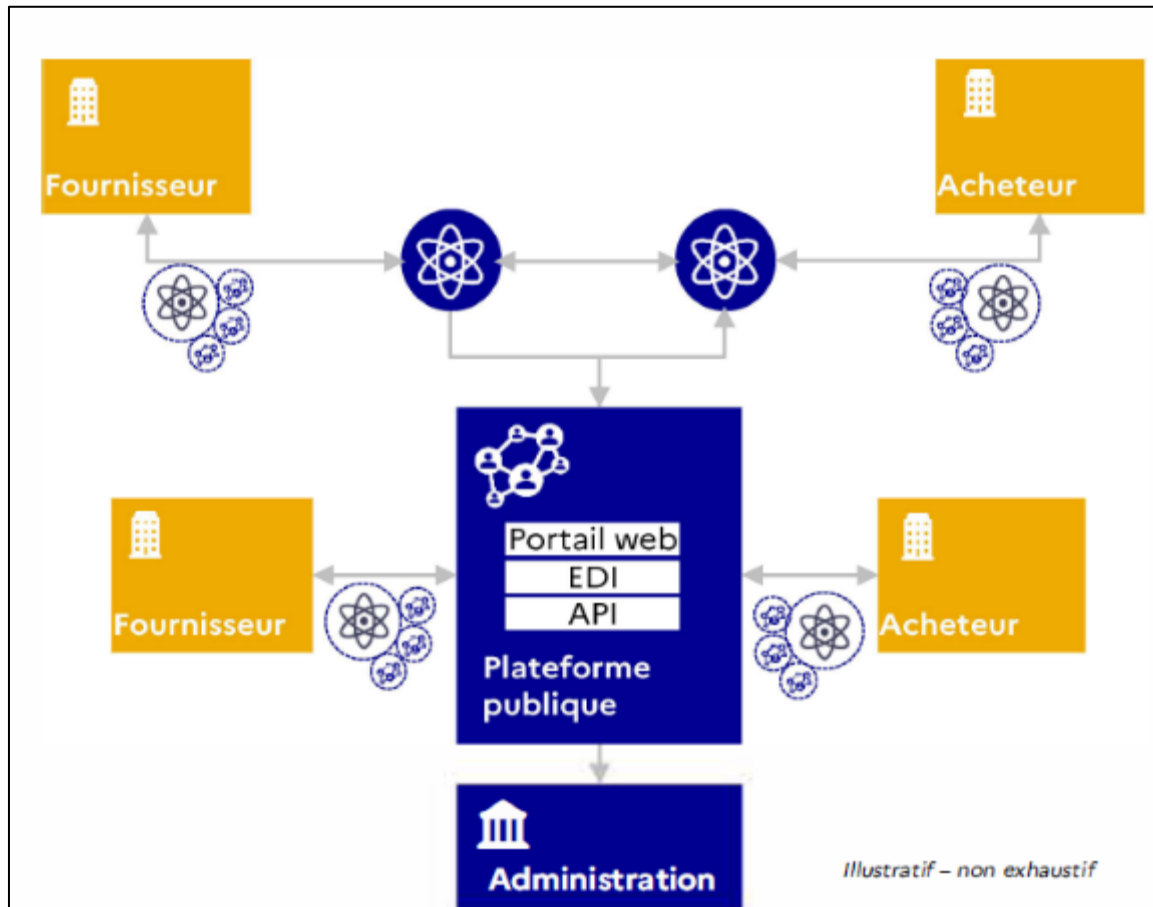 Fournisseur
Acheteur
Portail web
EDI
API
Fournisseur
Acheteur
Plateforme
publique
Administration
Illustratif – non exhaustif